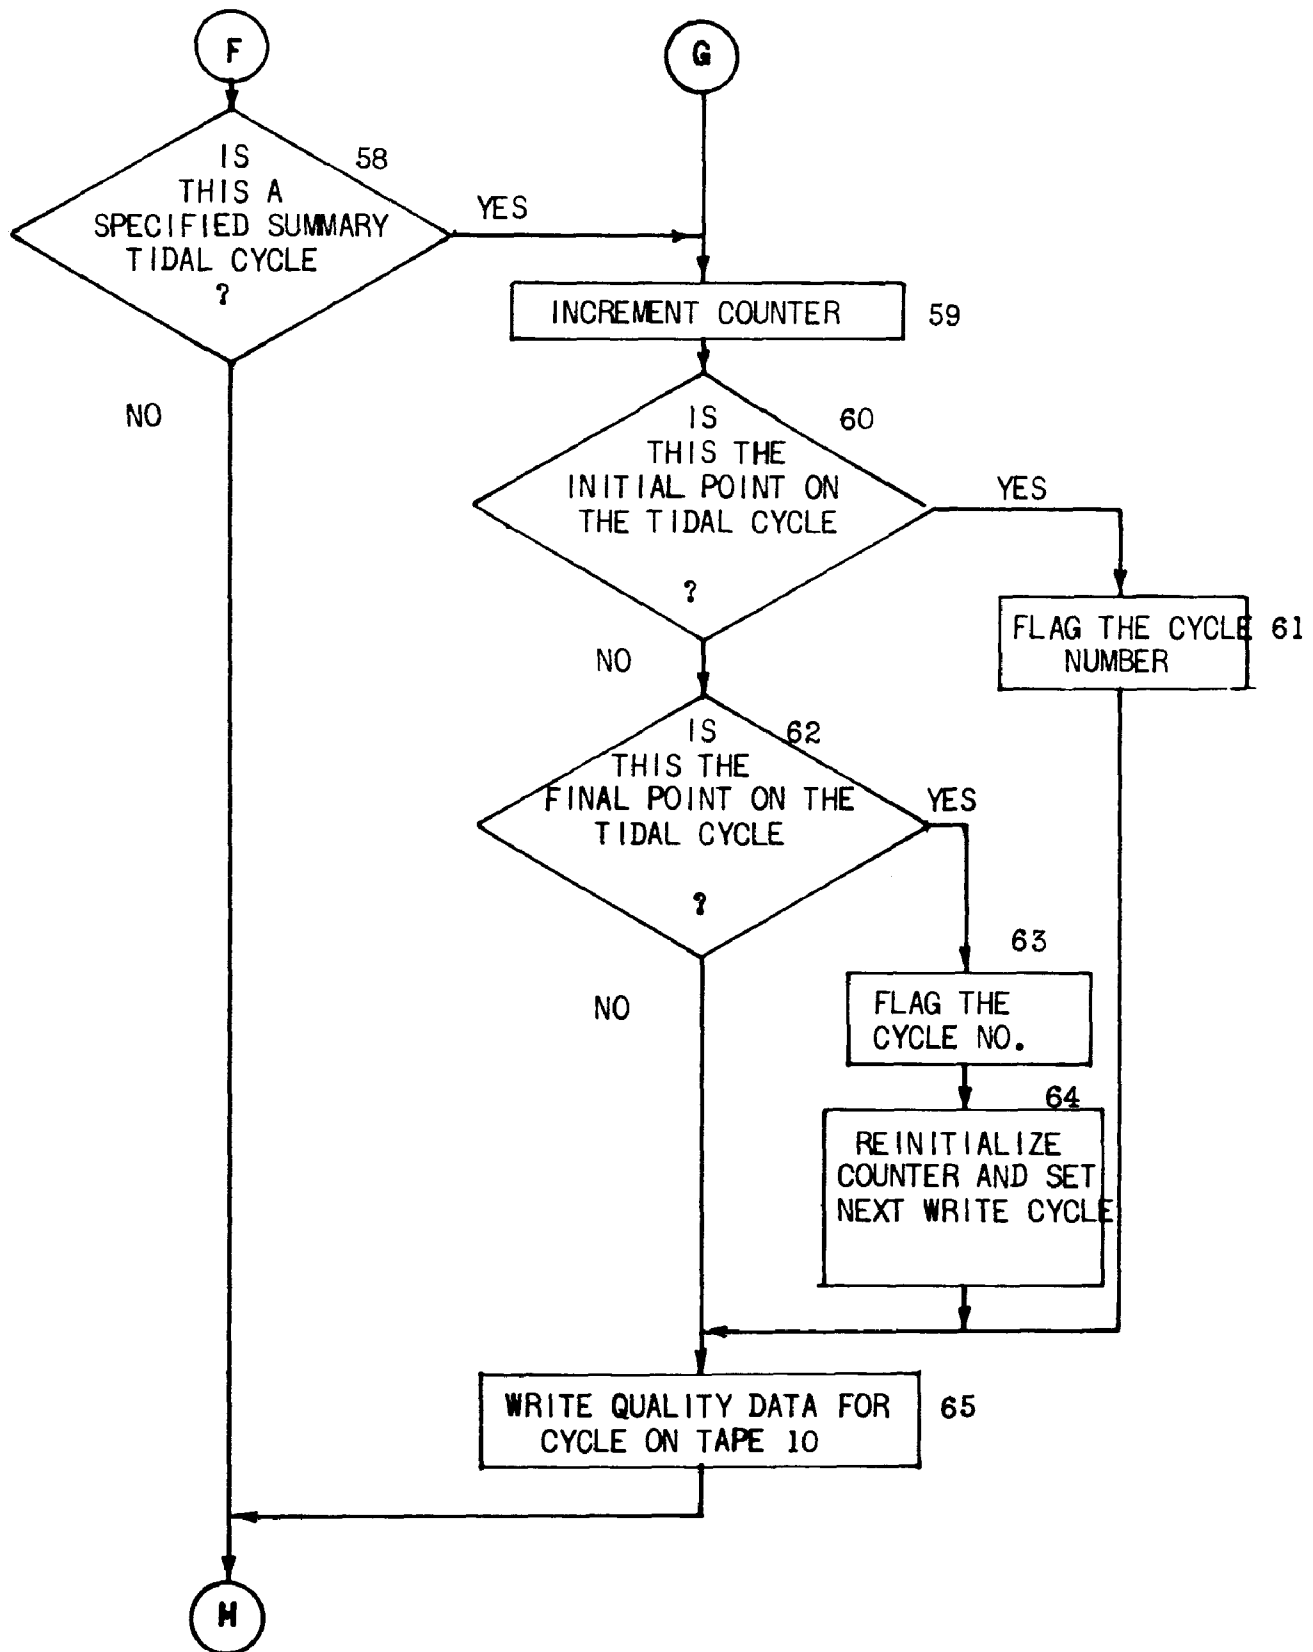 F
G
IS
THIS A
SPECIFIED SUMMARY
TIDAL CYCLE
?
58
YES
NO
INCREMENT COUNTER
59
IS
THIS THE
INITIAL POINT ON
THE TIDAL CYCLE
?
60
YES
NO
FLAG THE CYCLE
NUMBER
61
IS
THIS THE
FINAL POINT ON THE
TIDAL CYCLE
?
62
YES
NO
63
FLAG THE
CYCLE NO.
64
REINITIALIZE
COUNTER AND SET
NEXT WRITE CYCLE
WRITE QUALITY DATA FOR
CYCLE ON TAPE 10
65
H